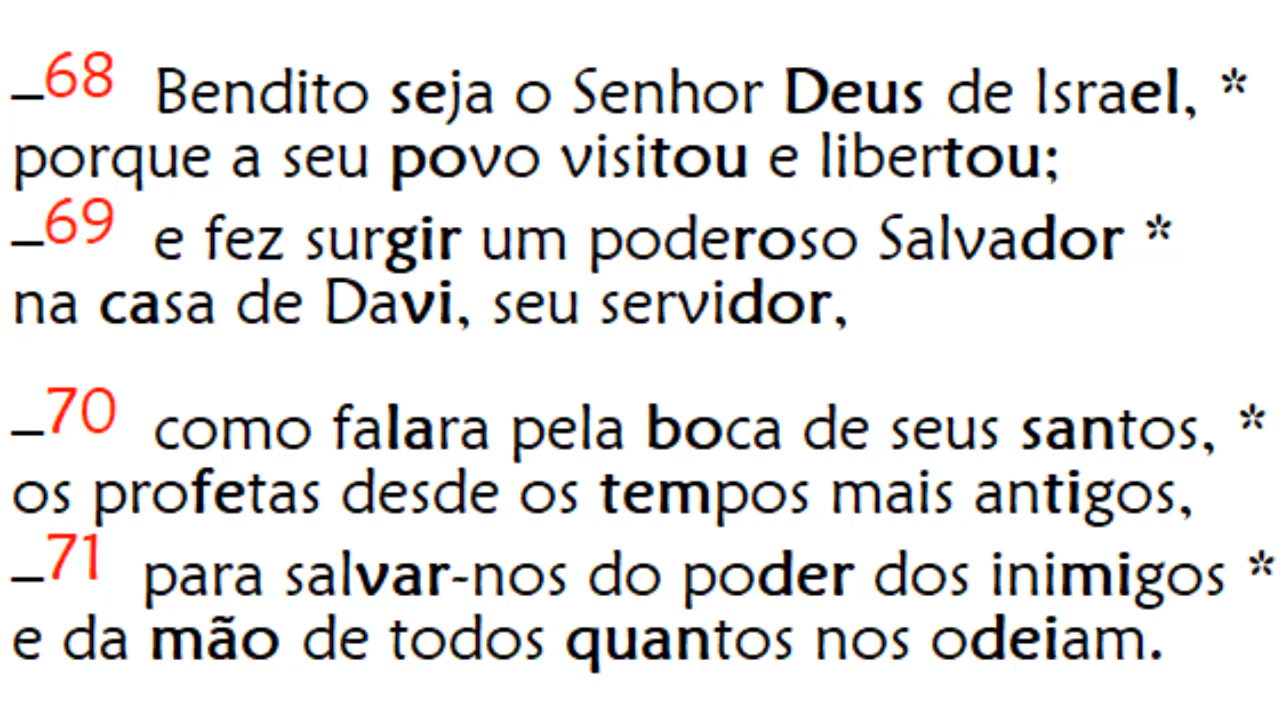 –68 Bendito seja o Senhor Deus de Israel, *
porque a seu povo visitou e libertou;
–69 e fez surgir um poderoso Salvador *
na casa de Davi, seu servidor,
–70 como falara pela boca de seus santos, *
os profetas desde os tempos mais antigos,
–71 para salvar-nos do poder dos inimigos *
e da mão de todos quantos nos odeiam.